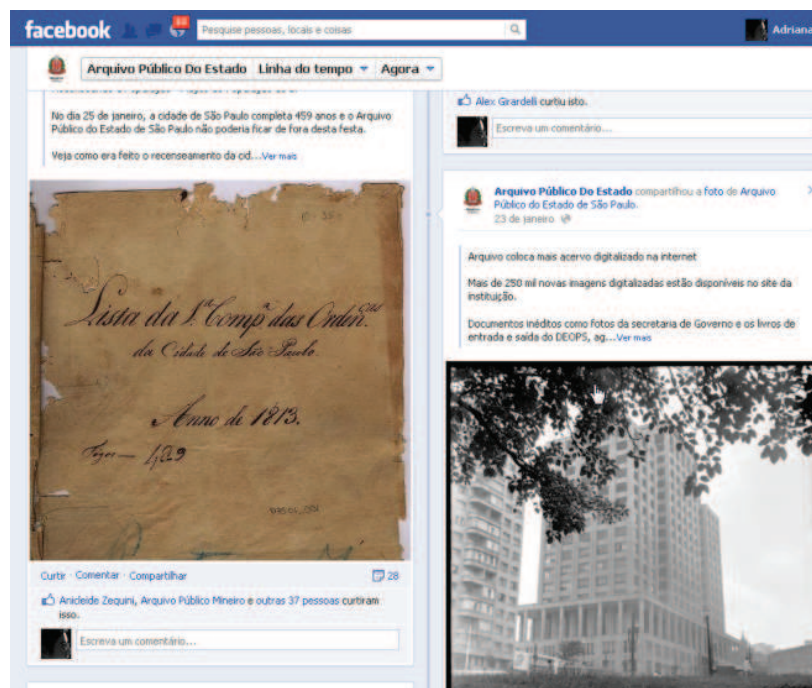 facebook
Pesquise pessoas, locais e coisas
Adriana
Arquivo Público Do Estado Linha do tempo Agora
No dia 25 de janeiro, a cidade de São Paulo completa 459 anos e o Arquivo
Público do Estado de São Paulo não poderia ficar de fora desta festa.
Veja como era feito o recenseamento da cid...Ver mais
Lista da 1.ª Comp.ª das Orden.
da Cidade de São Paulo.
Anno de 1813.
Curtir · Comentar · Compartilhar
28
Anicleide Zequini, Arquivo Público Mineiro e outras 37 pessoas curtiram
isso.
Escreva um comentário...
Alex Girardeli curtiu isto.
Escreva um comentário...
Arquivo Público Do Estado compartilhou a foto de Arquivo
Público do Estado de São Paulo.
23 de janeiro
Arquivo coloca mais acervo digitalizado na internet
Mais de 250 mil novas imagens digitalizadas estão disponíveis no site da
instituição.
Documentos inéditos como fotos da secretaria de Governo e os livros de
entrada e saída do DEOPS, ag...Ver mais